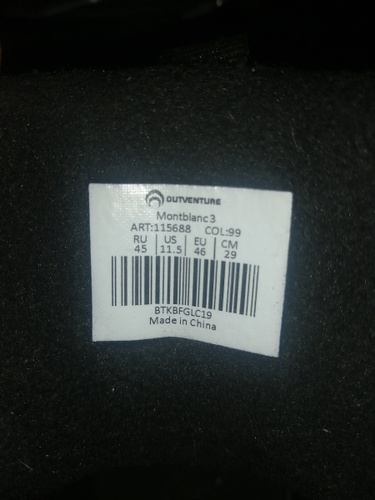 OUTVENTURE
Montblanc 3
ART:115688 COL:99
RU US EU CM
45 11.5 46 29
BTKBFGLC19
Made in China